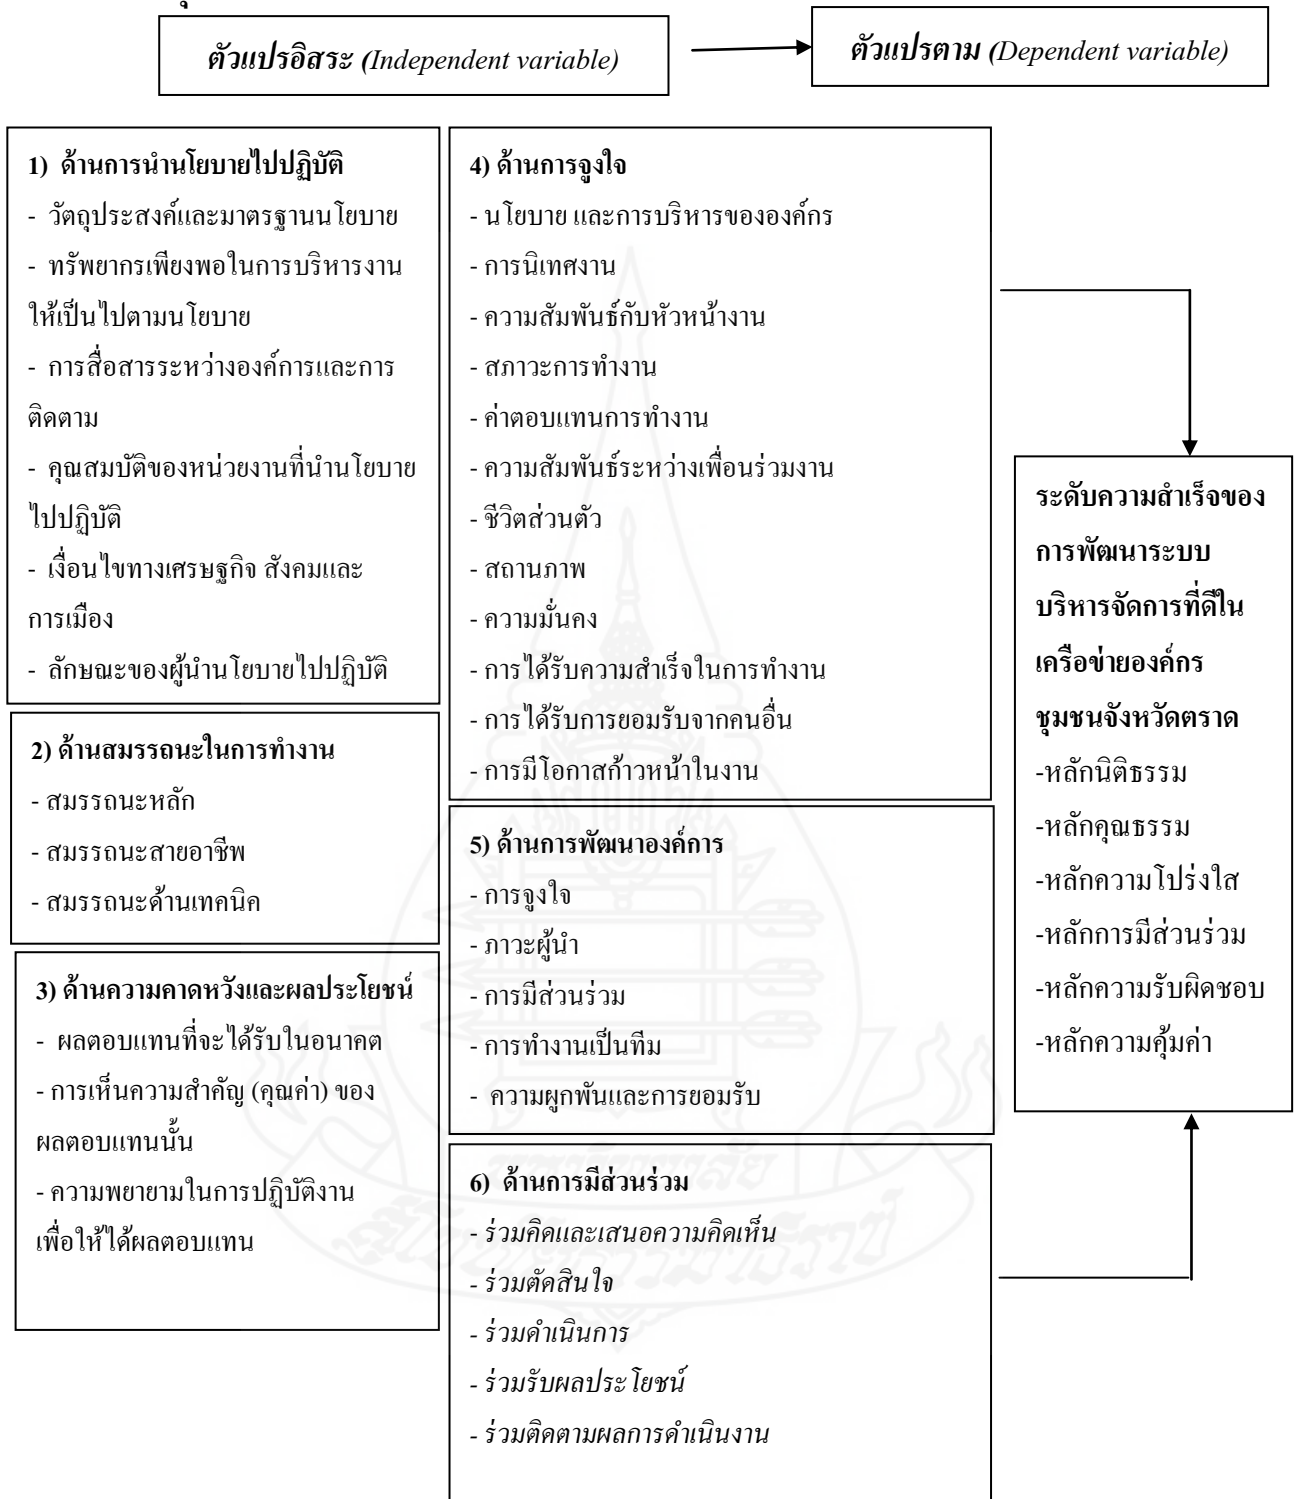 ตัวแปรอิสระ (Independent variable)
ตัวแปรตาม (Dependent variable)
1) ด้านการนำนโยบายไปปฏิบัติ
- วัตถุประสงค์และมาตรฐานนโยบาย
- ทรัพยากรเพียงพอในการบริหารงาน
ให้เป็นไปตามนโยบาย
- การสื่อสารระหว่างองค์การและการ
ติดตาม
- คุณสมบัติของหน่วยงานที่นำนโยบาย
ไปปฏิบัติ
- เงื่อนไขทางเศรษฐกิจ สังคมและ
การเมือง
- ลักษณะของผู้นำนโยบายไปปฏิบัติ
2) ด้านสมรรถนะในการทำงาน
- สมรรถนะหลัก
- สมรรถนะสายอาชีพ
- สมรรถนะด้านเทคนิค
3) ด้านความคาดหวังและผลประโยชน์
- ผลตอบแทนที่จะได้รับในอนาคต
- การเห็นความสำคัญ (คุณค่า) ของ
ผลตอบแทนนั้น
- ความพยายามในการปฏิบัติงาน
เพื่อให้ได้ผลตอบแทน
4) ด้านการจูงใจ
- นโยบาย และการบริหารขององค์กร
- การนิเทศงาน
- ความสัมพันธ์กับหัวหน้างาน
- สภาวะการทำงาน
- ค่าตอบแทนการทำงาน
- ความสัมพันธ์ระหว่างเพื่อนร่วมงาน
- ชีวิตส่วนตัว
- สถานภาพ
- ความมั่นคง
- การได้รับความสำเร็จในการทำงาน
- การได้รับการยอมรับจากคนอื่น
- การมีโอกาสก้าวหน้าในงาน
5) ด้านการพัฒนาองค์การ
- การจูงใจ
- ภาวะผู้นำ
- การมีส่วนร่วม
- การทำงานเป็นทีม
- ความผูกพันและการยอมรับ
6) ด้านการมีส่วนร่วม
- ร่วมคิดและเสนอความคิดเห็น
- ร่วมตัดสินใจ
- ร่วมดำเนินการ
- ร่วมรับผลประโยชน์
- ร่วมติดตามผลการดำเนินงาน
ระดับความสำเร็จของ
การพัฒนาระบบ
บริหารจัดการที่ดีใน
เครือข่ายองค์กร
ชุมชนจังหวัดตราด
-หลักนิติธรรม
-หลักคุณธรรม
-หลักความโปร่งใส
-หลักการมีส่วนร่วม
-หลักความรับผิดชอบ
-หลักความคุ้มค่า